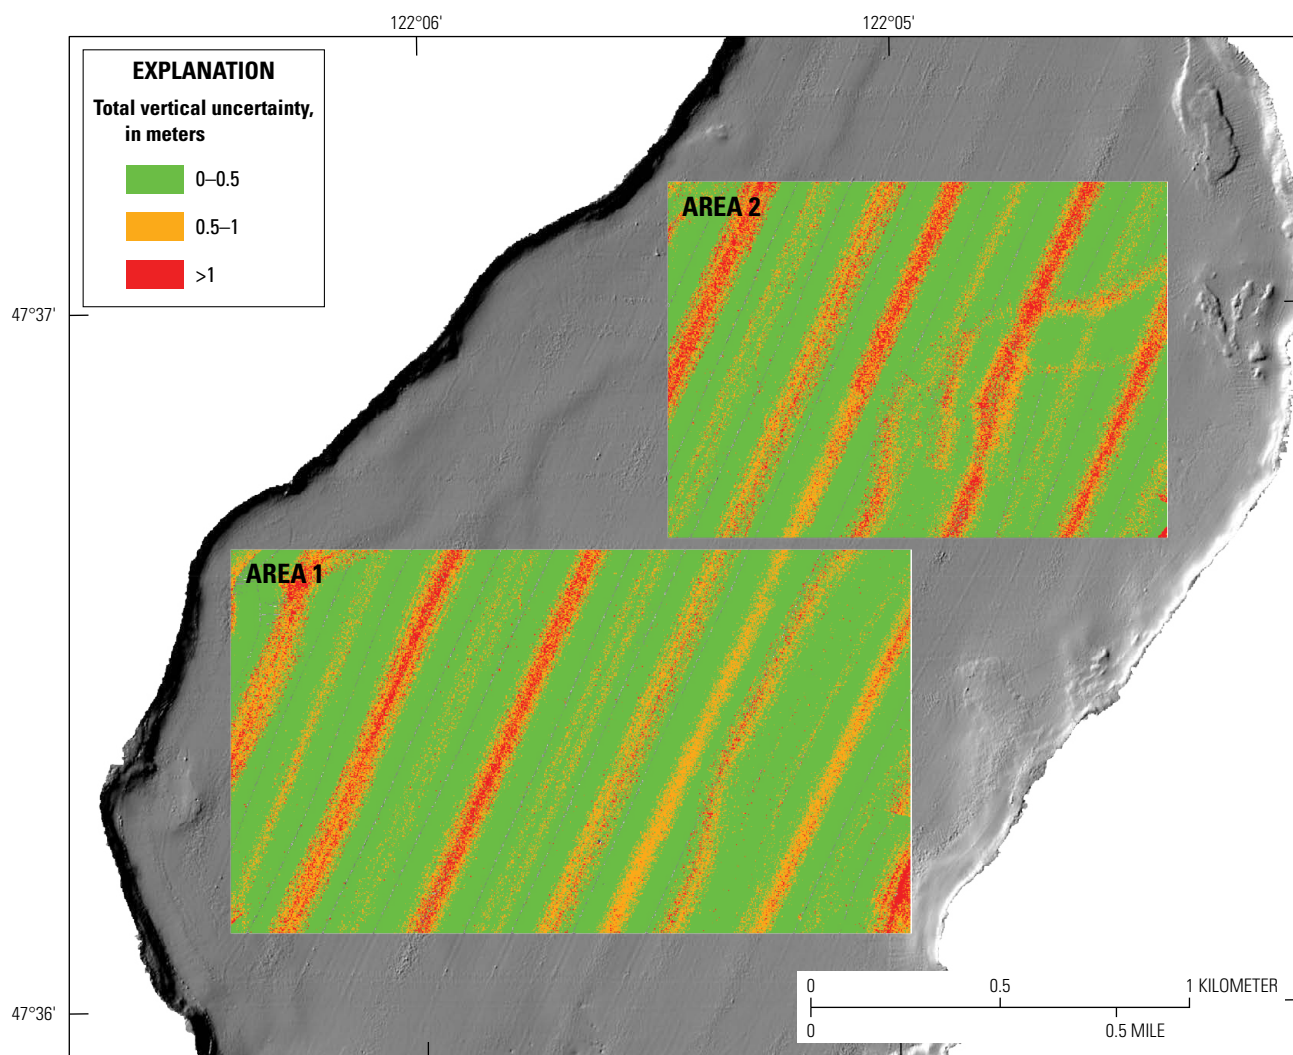 122°06'
122°05'
EXPLANATION
Total vertical uncertainty,
in meters
0–0.5
0.5–1
>1
AREA 2
47°37'
AREA 1
0
0.5
1 KILOMETER
47°36'
0
0.5 MILE